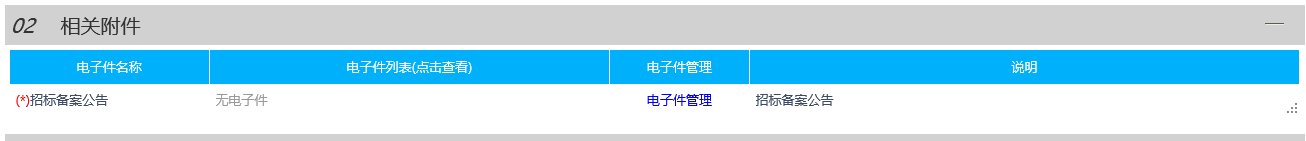 02 相关附件
电子件名称 电子件列表(点击查看) 电子件管理 说明
(*)招标备案公告 无电子件 电子件管理 招标备案公告